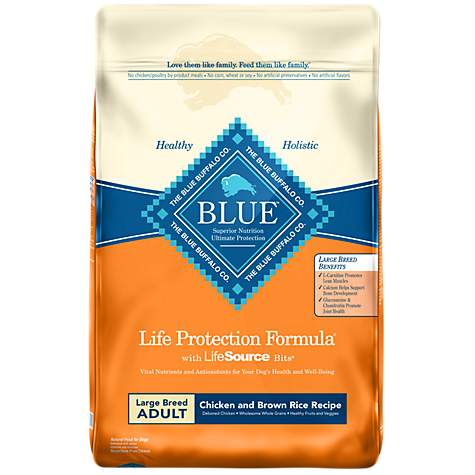 Love them like family. Feed them like family.
No chicken/poultry by product meals • No corn, wheat or soy • No artificial preservatives • No artificial flavors
Healthy
Holistic
THE BLUE BUFFALO CO.
THE BLUE BUFFALO CO.
BLUE
Superior Nutrition
Ultimate Protection
THE BLUE BUFFALO CO.
THE BLUE BUFFALO CO.
LARGE BREED
BENEFITS
✓ L-Carnitine Promotes
Lean Muscles
✓ Calcium Helps Support
Bone Development
✓ Glucosamine &
Chondroitin Promote
Joint Health
Life Protection Formula®
with LifeSource Bits®
Vital Nutrients and Antioxidants for Your Dog's Health and Well-Being
Large Breed
ADULT
Chicken and Brown Rice Recipe
Deboned Chicken • Wholesome Whole Grains • Healthy Fruits and Veggies
Natural Food for Dogs